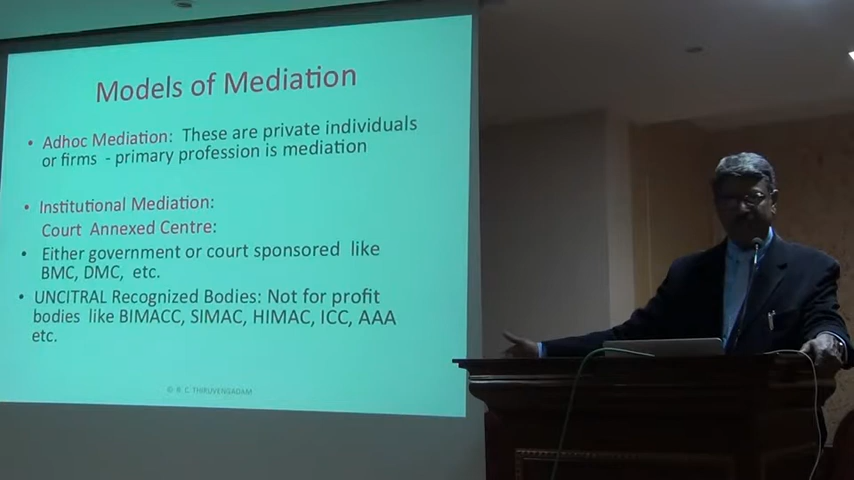 Models of Mediation
• Adhoc Mediation: These are private individuals
or firms - primary profession is mediation
• Institutional Mediation:
Court Annexed Centre:
• Either government or court sponsored like
BMC, DMC, etc.
• UNCITRAL Recognized Bodies: Not for profit
bodies like BIMACC, SIMAC, HIMAC, ICC, AAA
etc.
© R. C. THIRUVENGADAM